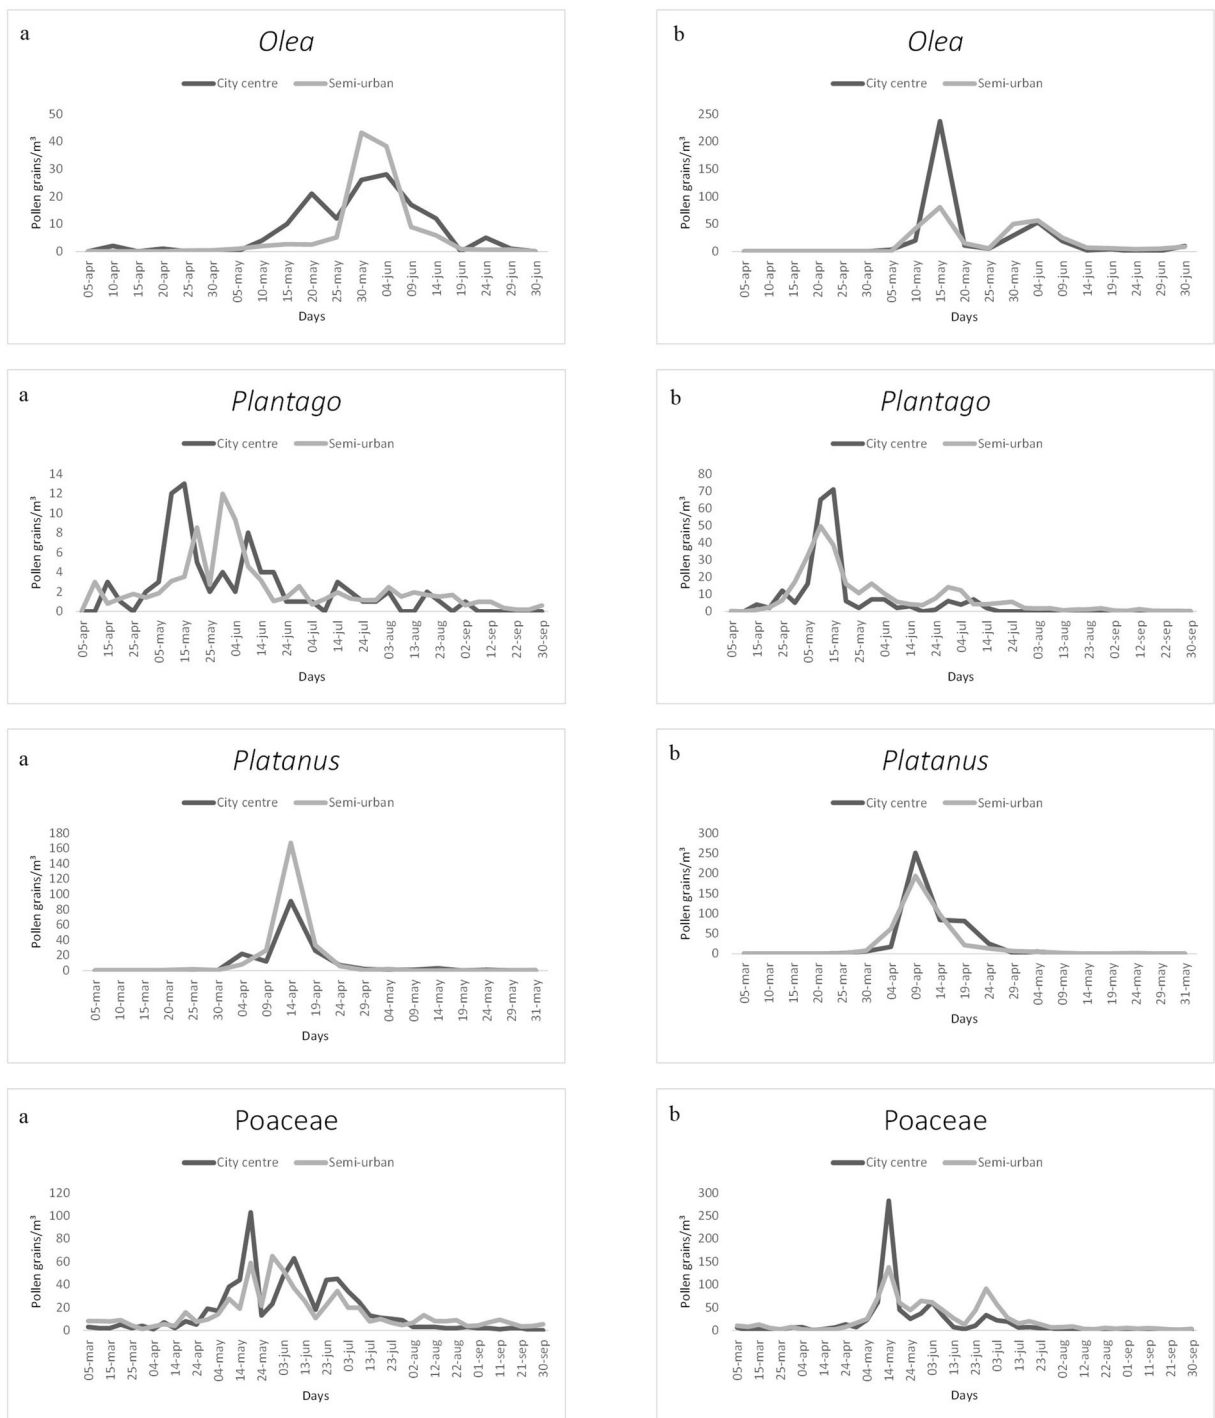 a
Olea
City centre Semi-urban
Pollen grains/m³
50
40
30
20
10
0
05-apr 10-apr 15-apr 20-apr 25-apr 30-apr 05-may 10-may 15-may 20-may 25-may 30-may 04-jun 09-jun 14-jun 19-jun 24-jun 29-jun 30-jun
Days
b
Olea
City centre Semi-urban
Pollen grains/m³
250
200
150
100
50
0
05-apr 10-apr 15-apr 20-apr 25-apr 30-apr 05-may 10-may 15-may 20-may 25-may 30-may 04-jun 09-jun 14-jun 19-jun 24-jun 29-jun 30-jun
Days
a
Plantago
City centre Semi-urban
Pollen grains/m³
14
12
10
8
6
4
2
0
05-apr 15-apr 25-apr 05-may 15-may 25-may 04-jun 14-jun 24-jun 04-jul 14-jul 24-jul 03-aug 13-aug 23-aug 02-sep 12-sep 22-sep 30-sep
Days
b
Plantago
City centre Semi-urban
Pollen grains/m³
80
70
60
50
40
30
20
10
0
05-apr 15-apr 25-apr 05-may 15-may 25-may 04-jun 14-jun 24-jun 04-jul 14-jul 24-jul 03-aug 13-aug 23-aug 02-sep 12-sep 22-sep 30-sep
Days
a
Platanus
City centre Semi-urban
Pollen grains/m³
180
160
140
120
100
80
60
40
20
0
05-mar 10-mar 15-mar 20-mar 25-mar 30-mar 04-apr 09-apr 14-apr 19-apr 24-apr 29-apr 04-may 09-may 14-may 19-may 24-may 29-may 31-may
Days
b
Platanus
City centre Semi-urban
Pollen grains/m³
300
250
200
150
100
50
0
05-mar 10-mar 15-mar 20-mar 25-mar 30-mar 04-apr 09-apr 14-apr 19-apr 24-apr 29-apr 04-may 09-may 14-may 19-may 24-may 29-may 31-may
Days
a
Poaceae
City centre Semi-urban
Pollen grains/m³
120
100
80
60
40
20
0
05-mar 15-mar 25-mar 04-apr 14-apr 24-apr 04-may 14-may 24-may 03-jun 13-jun 23-jun 03-jul 13-jul 23-jul 02-aug 12-aug 22-aug 01-sep 11-sep 21-sep 30-sep
Days
b
Poaceae
City centre Semi-urban
Pollen grains/m³
300
250
200
150
100
50
0
05-mar 15-mar 25-mar 04-apr 14-apr 24-apr 04-may 14-may 24-may 03-jun 13-jun 23-jun 03-jul 13-jul 23-jul 02-aug 12-aug 22-aug 01-sep 11-sep 21-sep 30-sep
Days